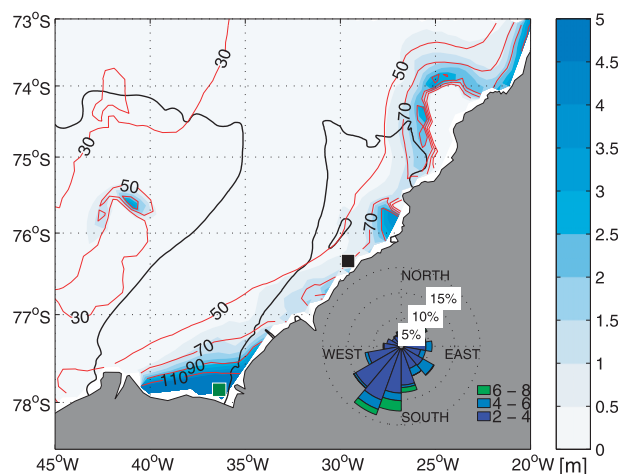 73°S
74°S
75°S
76°S
77°S
78°S
45°W
40°W
35°W
30°W
25°W
20°W
30
50
70
30
50
70
30
50
70
90
110
NORTH
15%
10%
5%
WEST
EAST
SOUTH
6 – 8
4 – 6
2 – 4
5
4.5
4
3.5
3
2.5
2
1.5
1
0.5
0
[m]